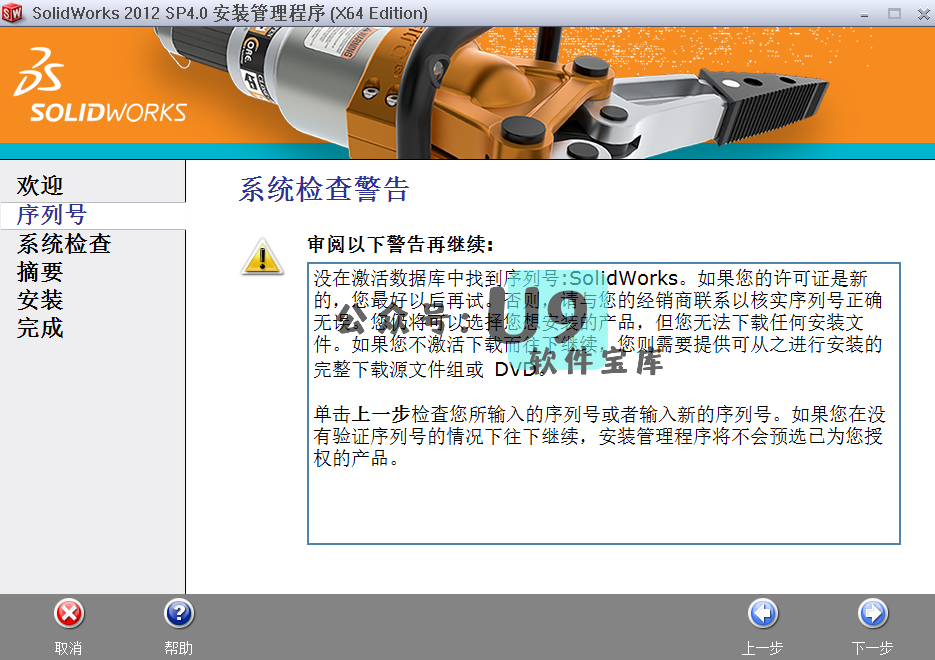 SolidWorks 2012 SP4.0 安装管理程序 (X64 Edition)
WARNING
SOLIDWORKS
欢迎
序列号
系统检查
摘要
安装
完成
系统检查警告
审阅以下警告再继续：
没在激活数据库中找到序列号:SolidWorks。如果您的许可证是新
的，您最好以后再试。否则，请与您的经销商联系以核实序列号正确
无误。您仍将可以选择您想安装的产品，但您无法下载任何安装文
件。如果您不激活下载而往下继续，您则需要提供可从之进行安装的
完整下载源文件组或 DVD。
单击上一步检查您所输入的序列号或者输入新的序列号。如果您在没
有验证序列号的情况下往下继续，安装管理程序将不会预选已为您授
权的产品。
公众号：U9
软件宝库
取消
帮助
上一步
下一步